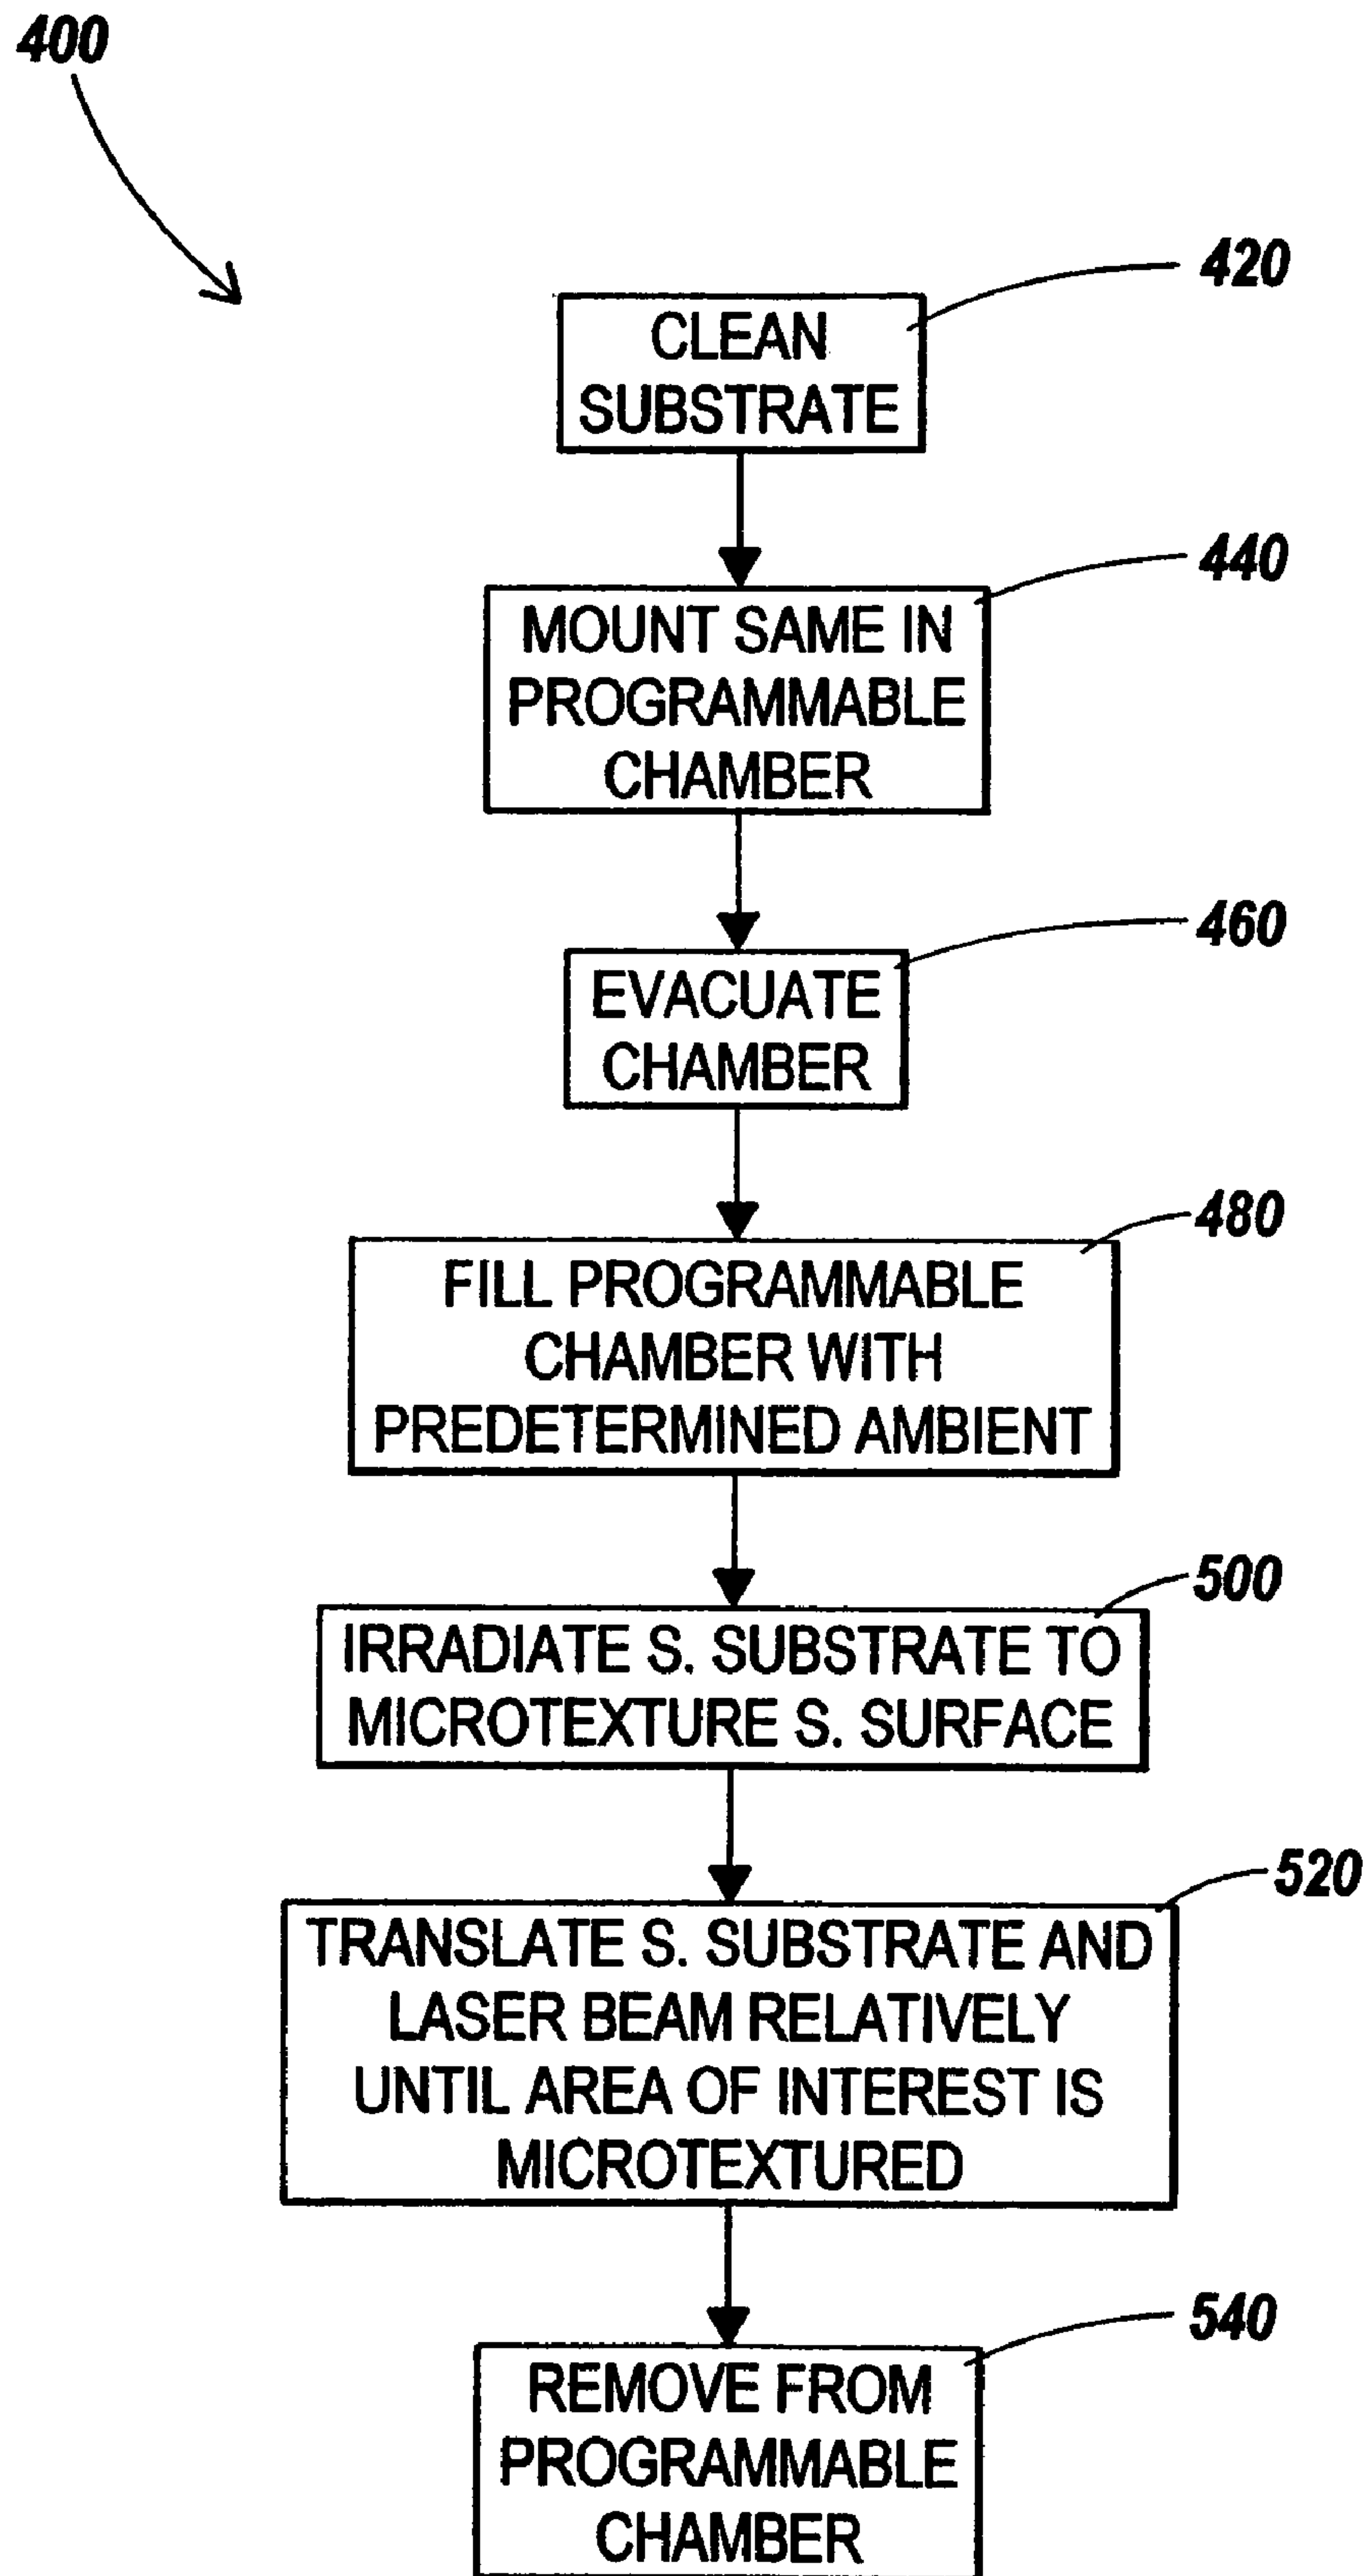 400
420
CLEAN
SUBSTRATE
440
MOUNT SAME IN
PROGRAMMABLE
CHAMBER
460
EVACUATE
CHAMBER
480
FILL PROGRAMMABLE
CHAMBER WITH
PREDETERMINED AMBIENT
500
IRRADIATE S. SUBSTRATE TO
MICROTEXTURE S. SURFACE
520
TRANSLATE S. SUBSTRATE AND
LASER BEAM RELATIVELY
UNTIL AREA OF INTEREST IS
MICROTEXTURED
540
REMOVE FROM
PROGRAMMABLE
CHAMBER